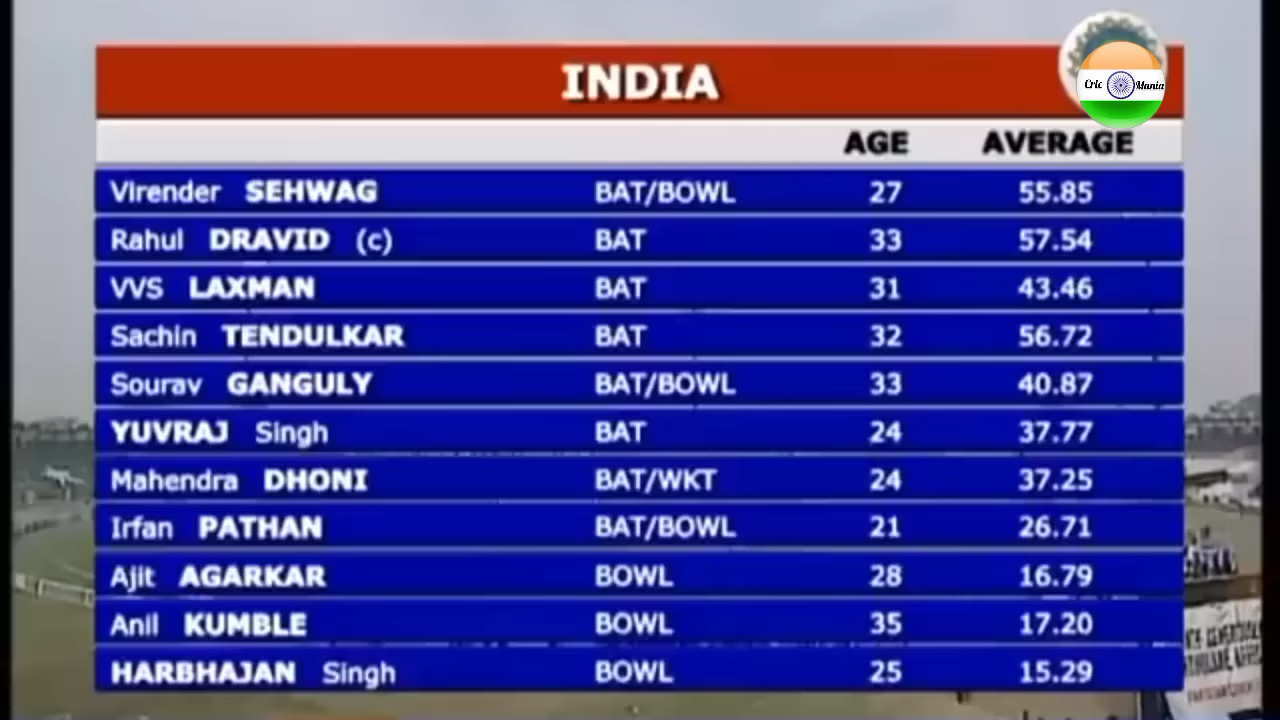 INDIA
Cric Mania
AGE AVERAGE
Virender SEHWAG BAT/BOWL 27 55.85
Rahul DRAVID (c) BAT 33 57.54
VVS LAXMAN BAT 31 43.46
Sachin TENDULKAR BAT 32 56.72
Sourav GANGULY BAT/BOWL 33 40.87
YUVRAJ Singh BAT 24 37.77
Mahendra DHONI BAT/WKT 24 37.25
Irfan PATHAN BAT/BOWL 21 26.71
Ajit AGARKAR BOWL 28 16.79
Anil KUMBLE BOWL 35 17.20
HARBHAJAN Singh BOWL 25 15.29